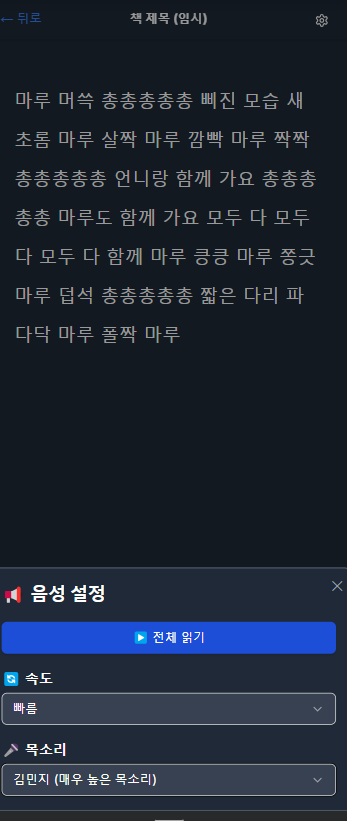 ← 뒤로
책 제목 (임시)
마루 머쓱 총총총총총 삐진 모습 새
초롬 마루 살짝 마루 깜빡 마루 짝짝
총총총총총 언니랑 함께 가요 총총총
총총 마루도 함께 가요 모두 다 모두
다 모두 다 함께 마루 킁킁 마루 쫑긋
마루 덥석 총총총총총 짧은 다리 파
다닥 마루 폴짝 마루
음성 설정
전체 읽기
속도
빠름
목소리
김민지 (매우 높은 목소리)